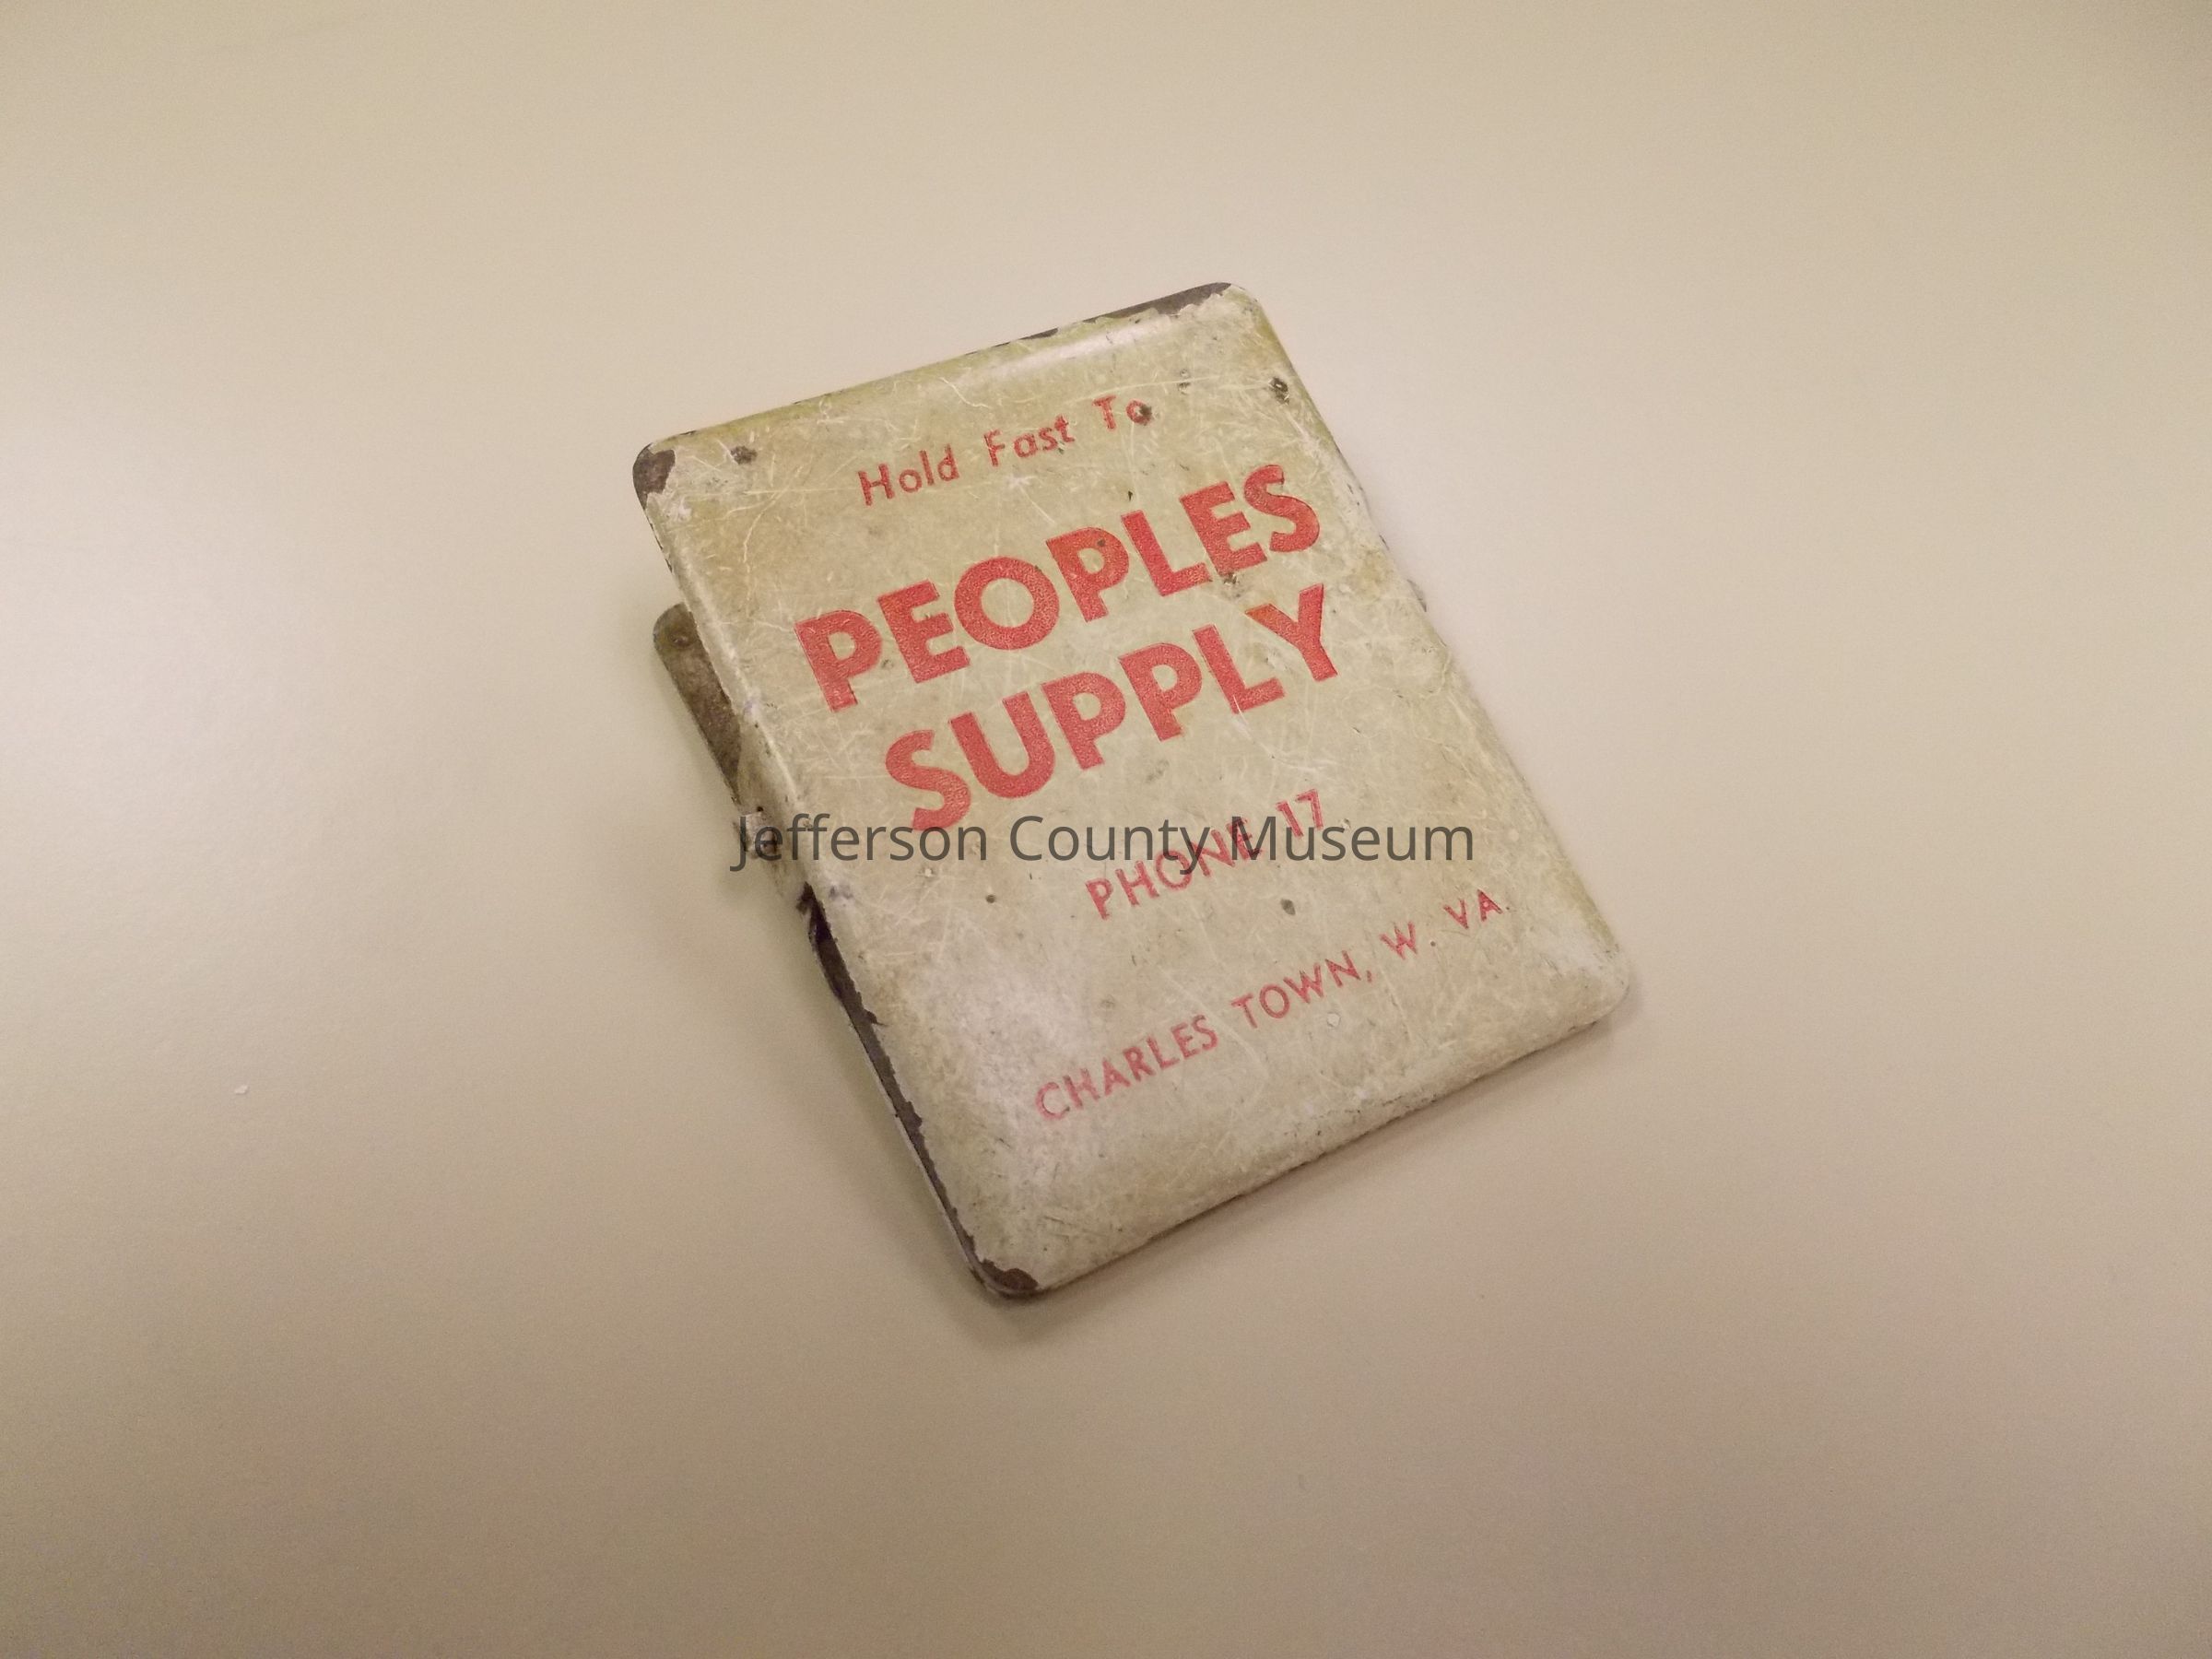 Hold Fast To
PEOPLES
SUPPLY
PHONE 17
CHARLES TOWN, W. VA.
Jefferson County Museum